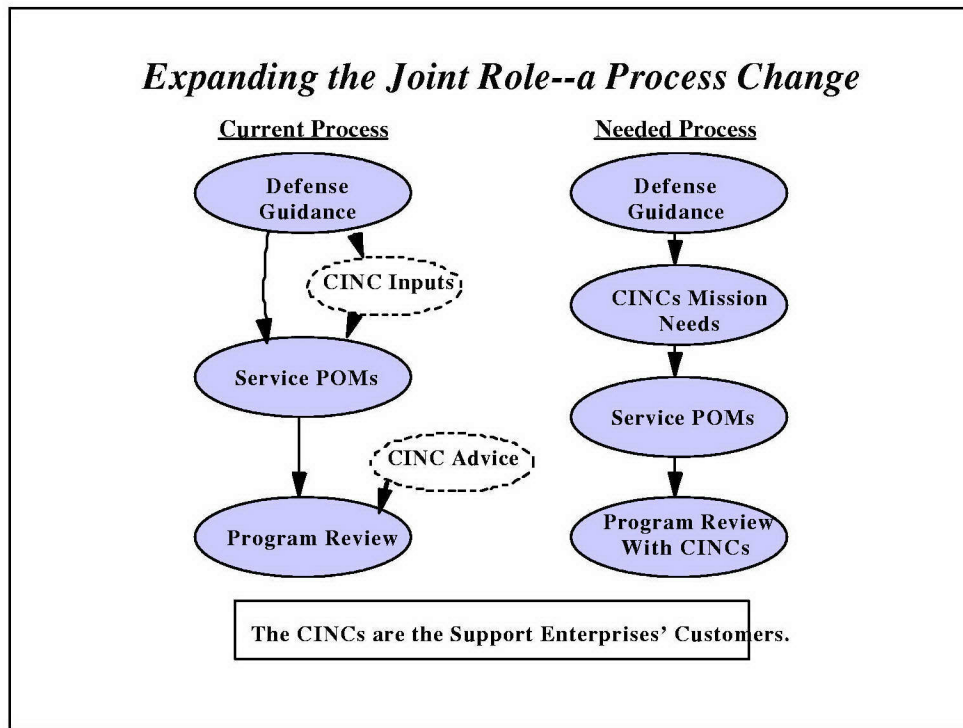 Expanding the Joint Role--a Process Change
Current Process
Defense
Guidance
CINC Inputs
Service POMs
CINC Advice
Program Review
Needed Process
Defense
Guidance
CINCs Mission
Needs
Service POMs
Program Review
With CINCs
The CINCs are the Support Enterprises’ Customers.